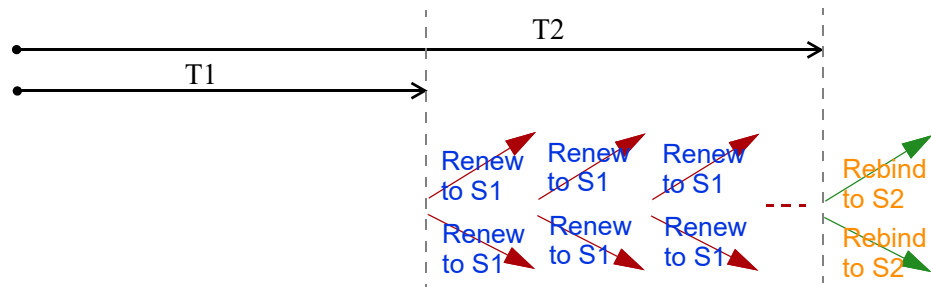 T2
T1
Renew
to S1
Renew
to S1
Renew
to S1
Rebind
to S2
Renew
to S1
Renew
to S1
Renew
to S1
Rebind
to S2